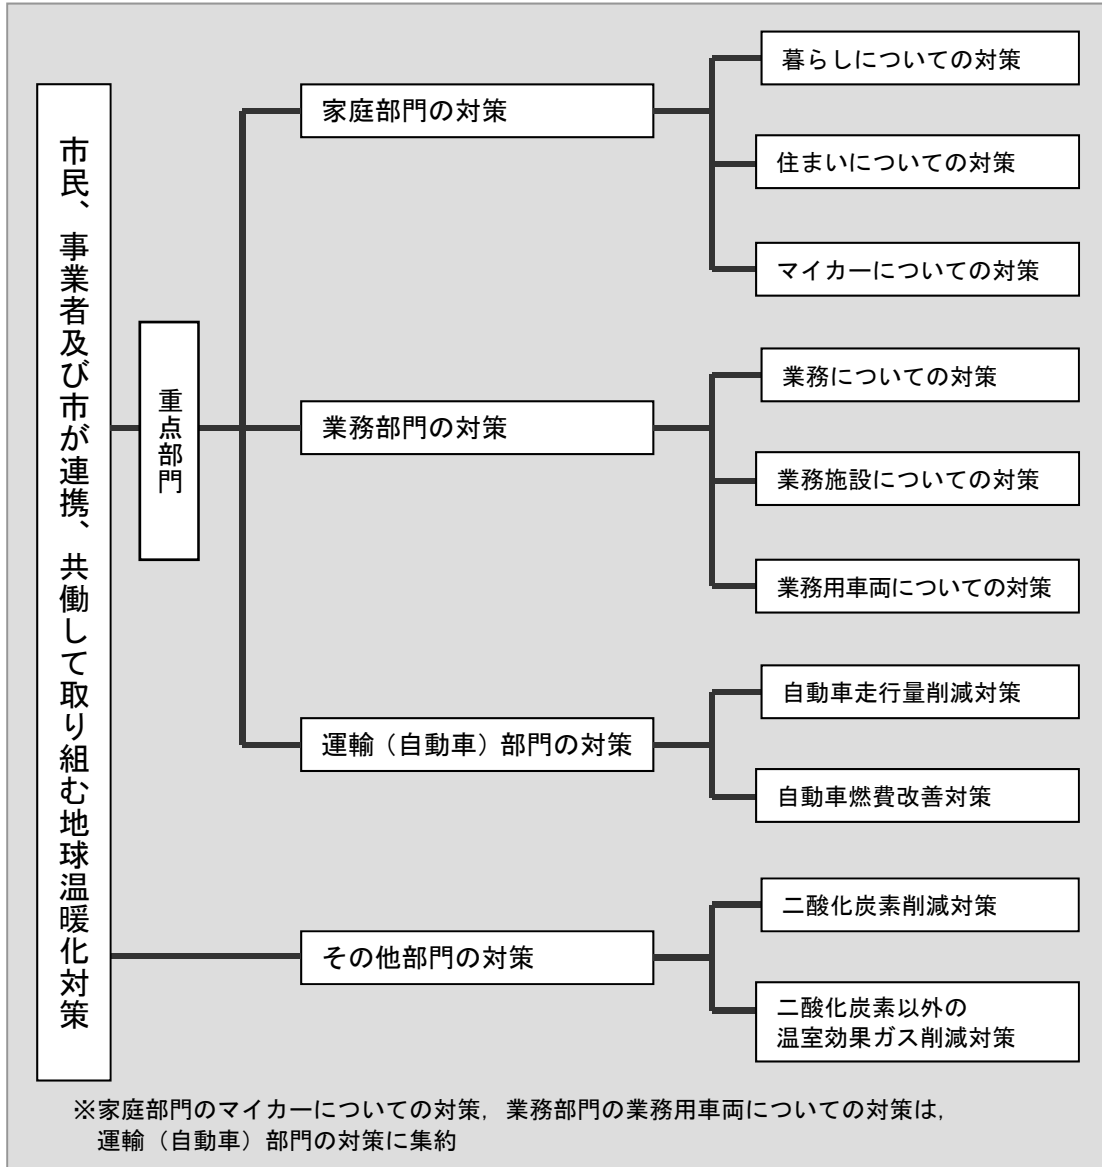 市民、事業者及び市が連携、共働して取り組む地球温暖化対策
重点部門
家庭部門の対策
暮らしについての対策
住まいについての対策
マイカーについての対策
業務部門の対策
業務についての対策
業務施設についての対策
業務用車両についての対策
運輸（自動車）部門の対策
自動車走行量削減対策
自動車燃費改善対策
その他部門の対策
二酸化炭素削減対策
二酸化炭素以外の
温室効果ガス削減対策
※家庭部門のマイカーについての対策，業務部門の業務用車両についての対策は，
運輸（自動車）部門の対策に集約